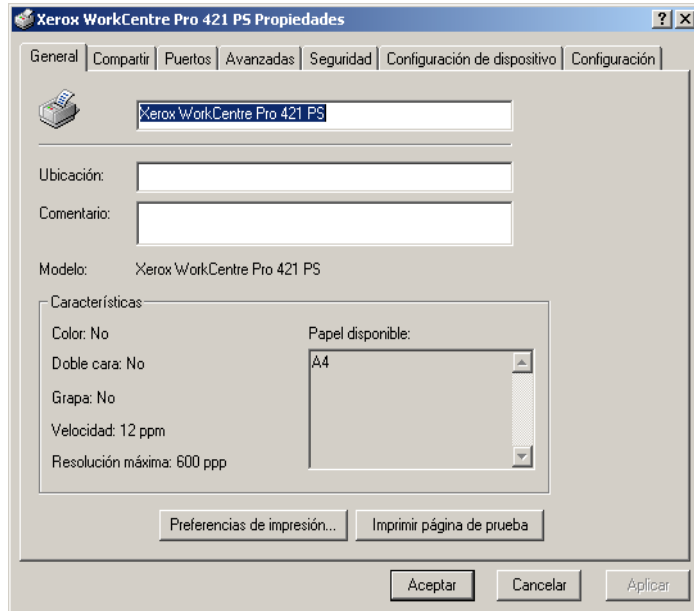 Xerox WorkCentre Pro 421 PS Propiedades
General Compartir Puertos Avanzadas Seguridad Configuración de dispositivo Configuración
Xerox WorkCentre Pro 421 PS
Ubicación:
Comentario:
Modelo: Xerox WorkCentre Pro 421 PS
Características
Color: No Papel disponible:
Doble cara: No A4
Grapa: No
Velocidad: 12 ppm
Resolución máxima: 600 ppp
Preferencias de impresión... Imprimir página de prueba
Aceptar Cancelar Aplicar